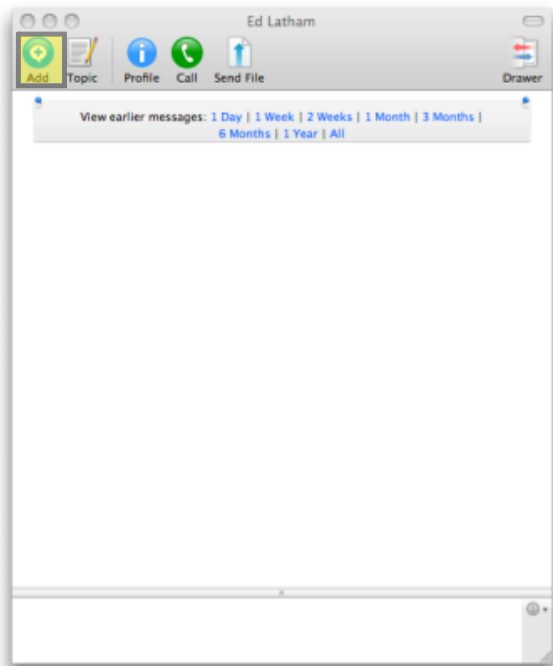 Ed Latham
Add Topic Profile Call Send File Drawer
View earlier messages: 1 Day | 1 Week | 2 Weeks | 1 Month | 3 Months |
6 Months | 1 Year | All